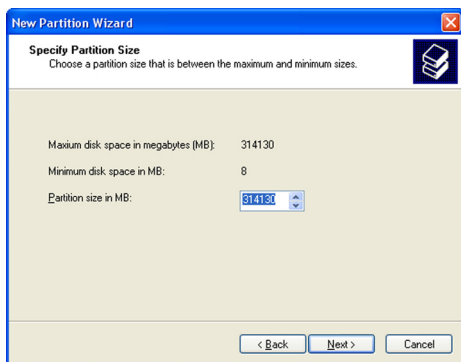 New Partition Wizard
Specify Partition Size
Choose a partition size that is between the maximum and minimum sizes.
Maxium disk space in megabytes (MB): 314130
Minimum disk space in MB: 8
Partition size in MB: 314130
< Back Next > Cancel